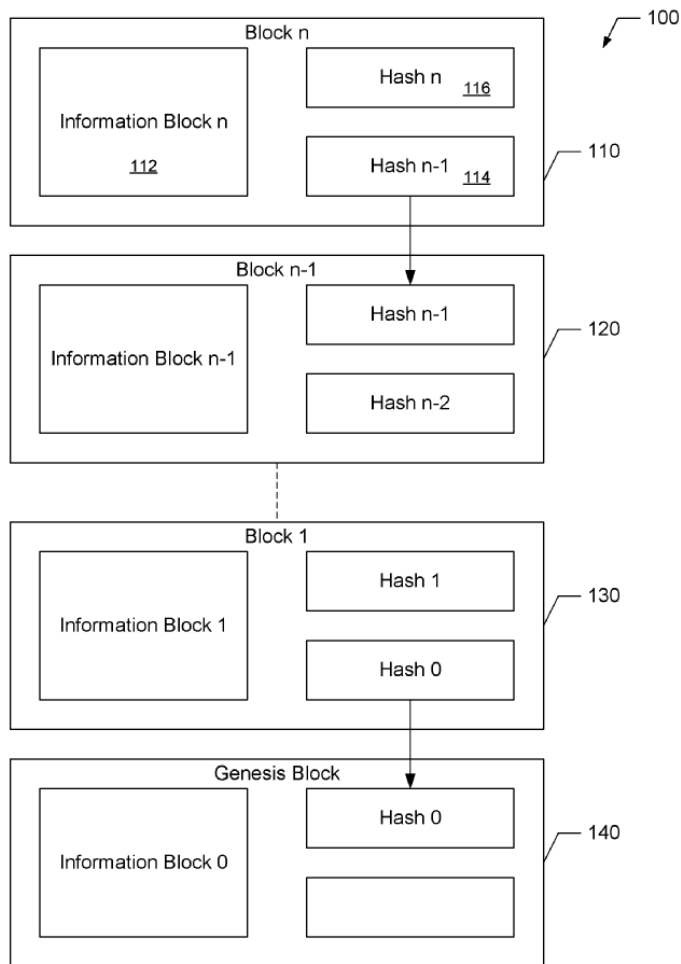 100
Block n
Information Block n
112
Hash n
116
Hash n-1
114
110
Block n-1
Information Block n-1
Hash n-1
Hash n-2
120
Block 1
Information Block 1
Hash 1
Hash 0
130
Genesis Block
Information Block 0
Hash 0
140